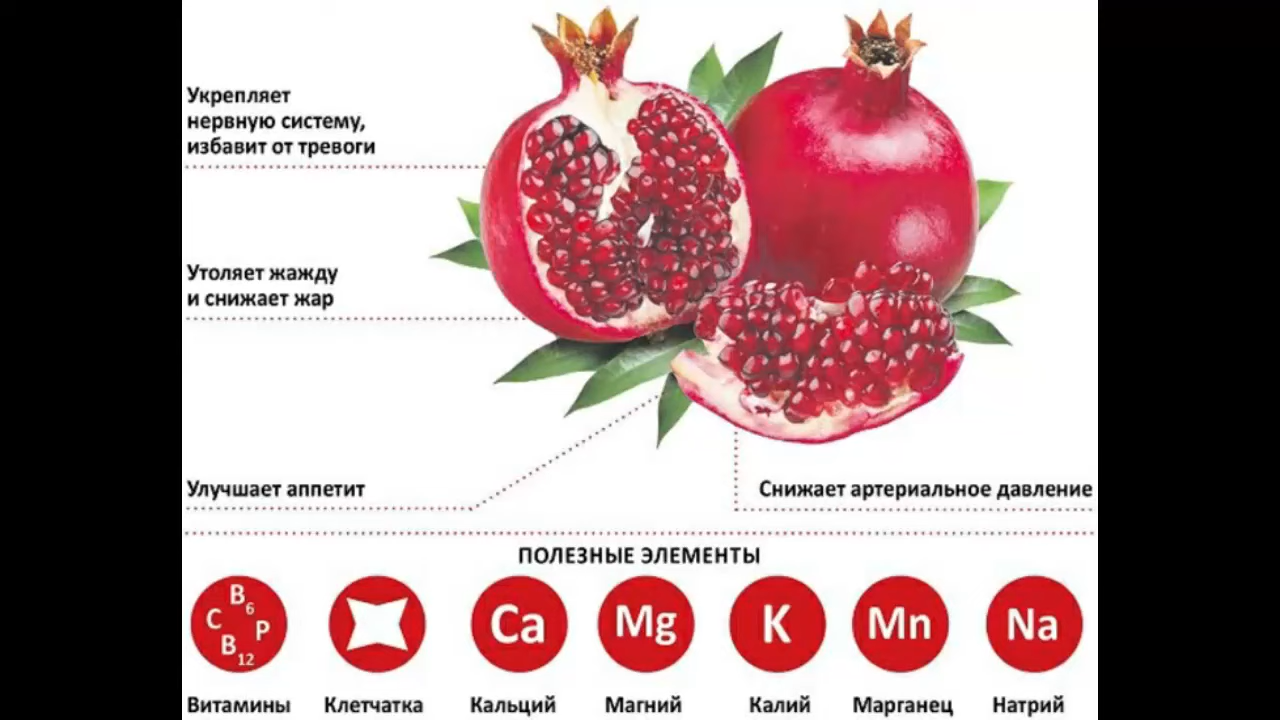 Укрепляет
нервную систему,
избавит от тревоги
Утоляет жажду
и снижает жар
Улучшает аппетит
Снижает артериальное давление
ПОЛЕЗНЫЕ ЭЛЕМЕНТЫ
B6
C P
B12
Ca
Mg
K
Mn
Na
Витамины
Клетчатка
Кальций
Магний
Калий
Марганец
Натрий